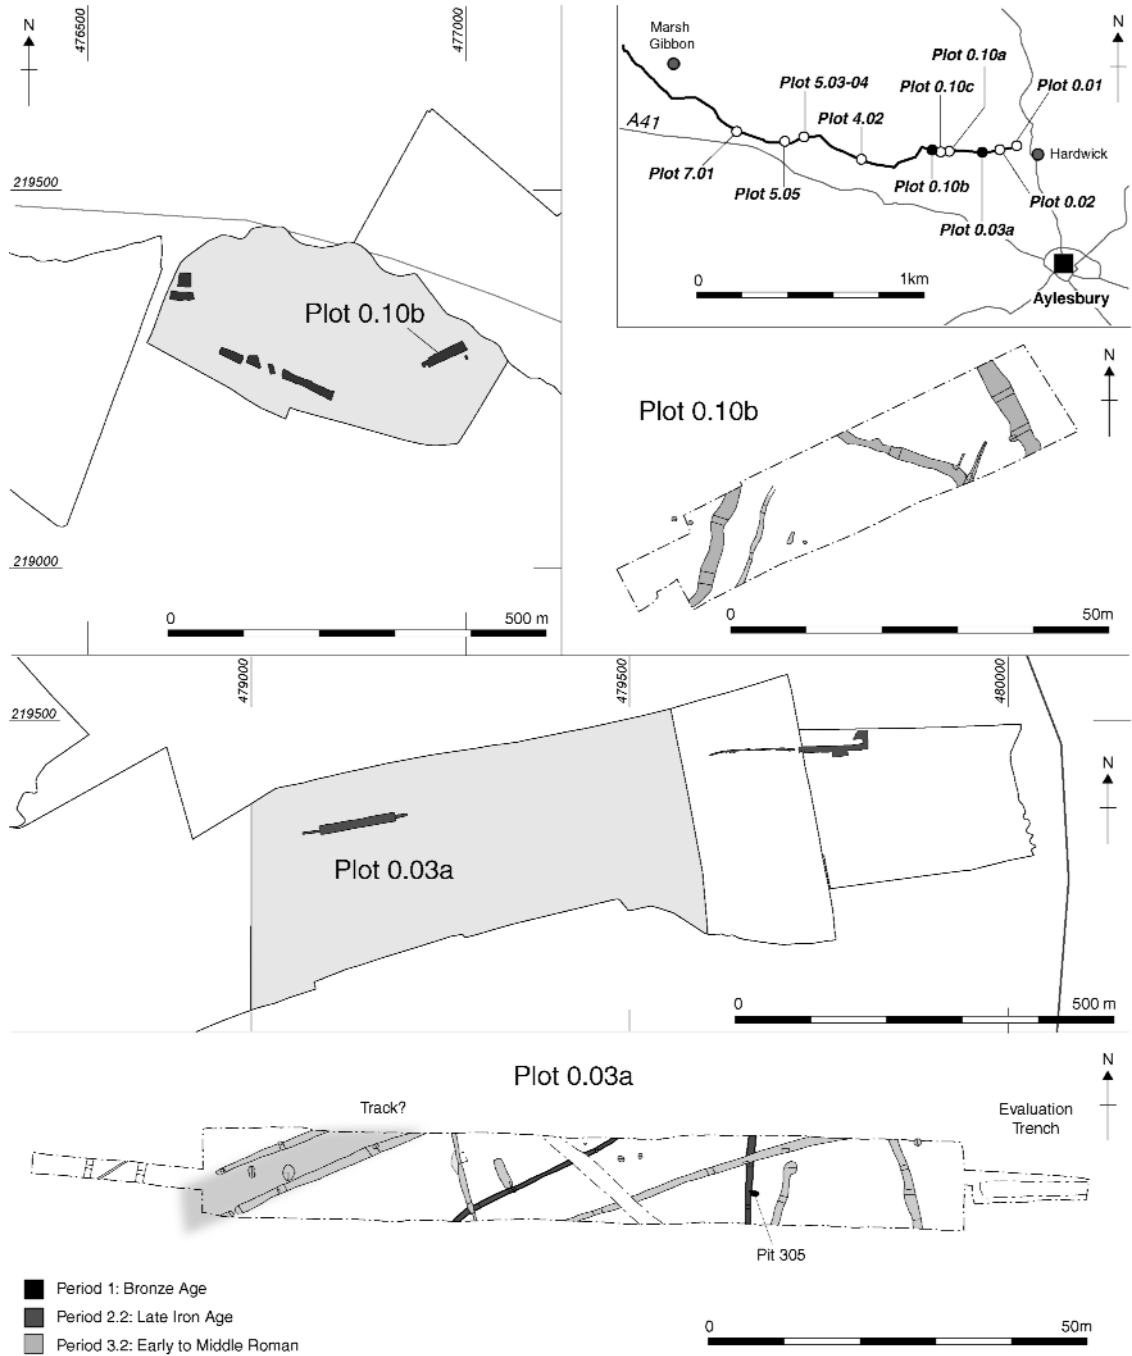 N
476500
477000
219500
Plot 0.10b
219000
0
500 m
Marsh
Gibbon
N
Plot 0.10a
Plot 5.03-04
Plot 0.10c
Plot 0.01
A41
Plot 4.02
Hardwick
Plot 7.01
Plot 5.05
Plot 0.10b
Plot 0.02
Plot 0.03a
0
1km
Aylesbury
Plot 0.10b
N
0
50m
479000
479500
480000
219500
N
Plot 0.03a
0
500 m
Plot 0.03a
N
Track?
Evaluation
Trench
Pit 305
Period 1: Bronze Age
Period 2.2: Late Iron Age
Period 3.2: Early to Middle Roman
0
50m